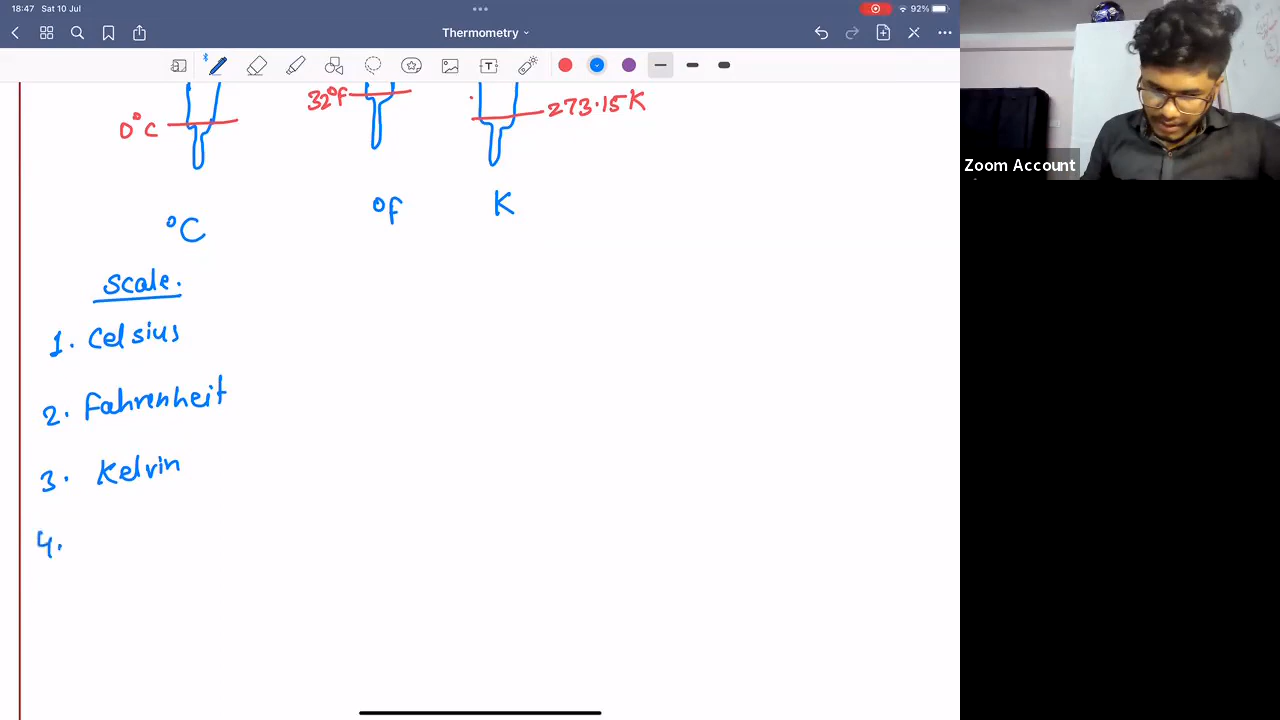 18:47 Sat 10 Jul
92%
Thermometry
T
32°F
273.15 K
0°C
°C
°f
K
Scale.
1. Celsius
2. Fahrenheit
3. Kelvin
4.
Zoom Account